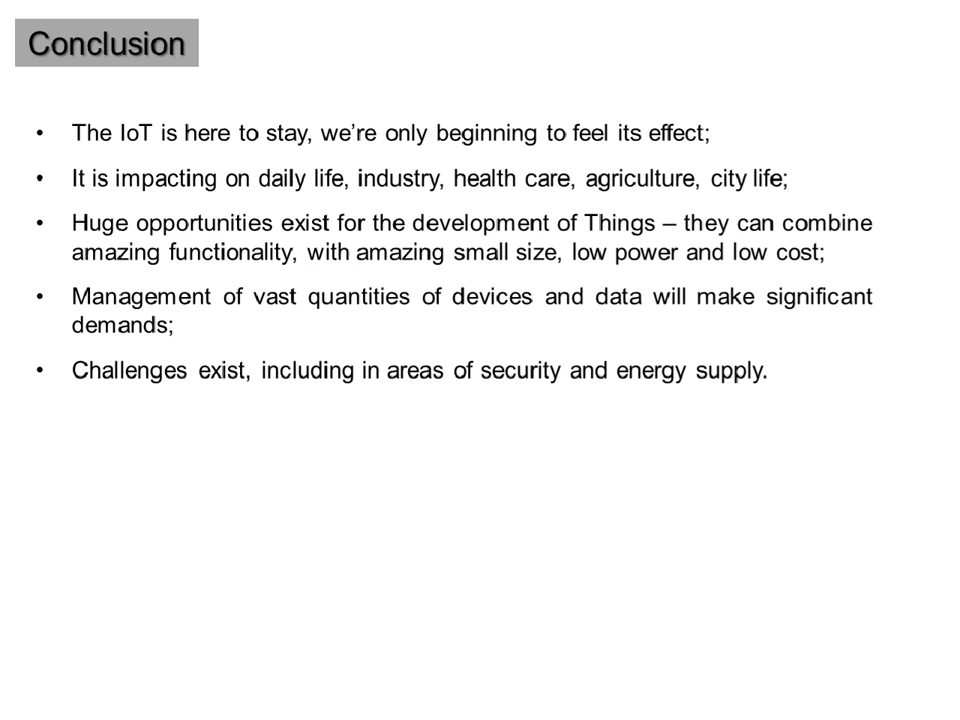 Conclusion
• The IoT is here to stay, we’re only beginning to feel its effect;
• It is impacting on daily life, industry, health care, agriculture, city life;
• Huge opportunities exist for the development of Things – they can combine
amazing functionality, with amazing small size, low power and low cost;
• Management of vast quantities of devices and data will make significant
demands;
• Challenges exist, including in areas of security and energy supply.